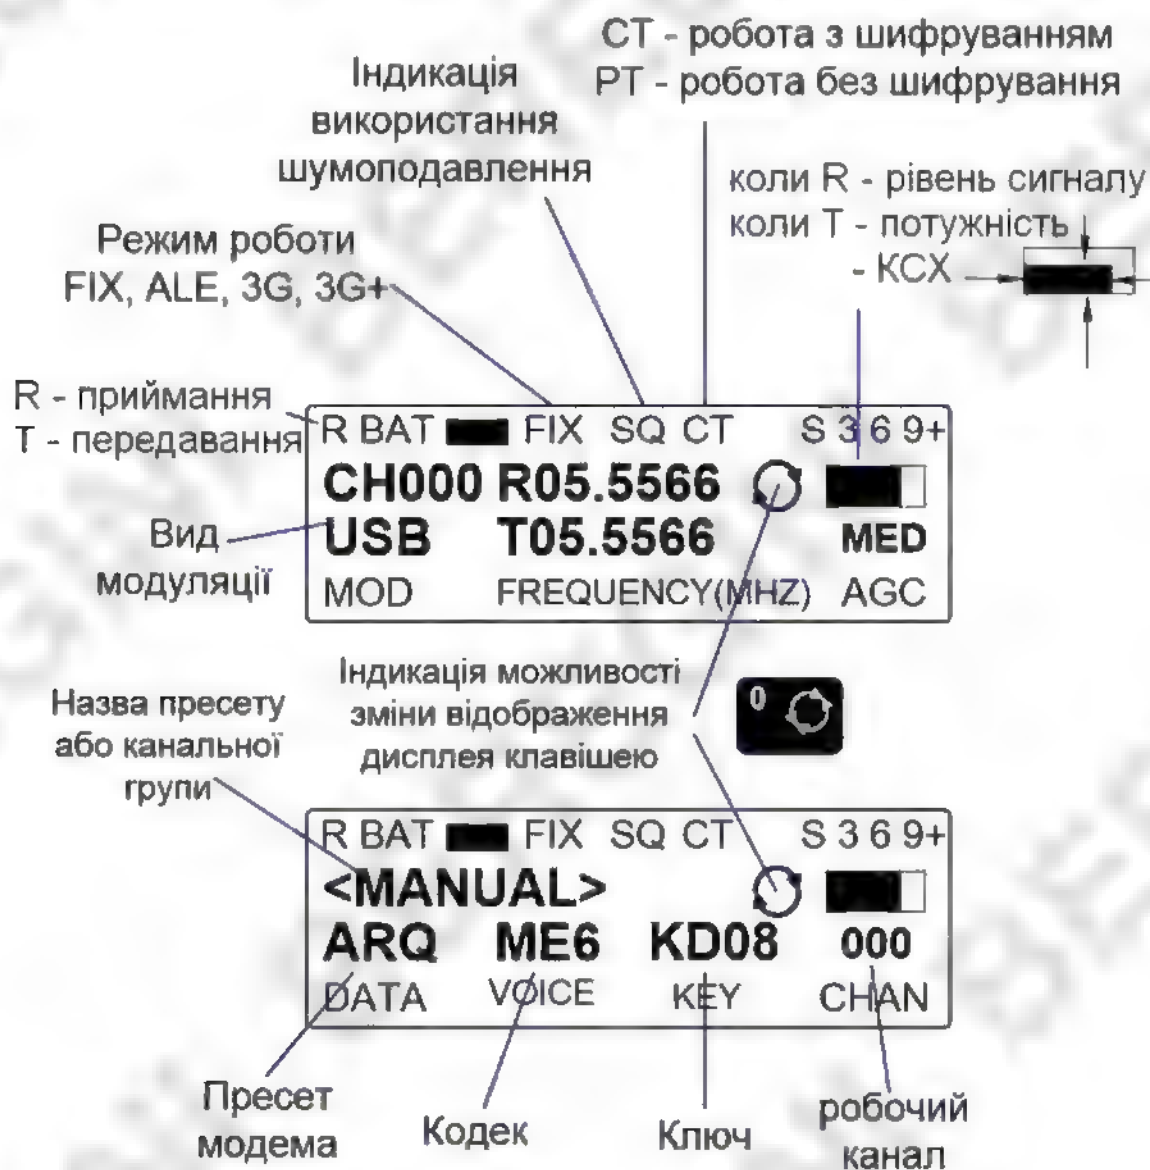 СТ - робота з шифруванням
РТ - робота без шифрування
Індикація
використання
шумоподавлення
коли R - рівень сигналу
коли T - потужність
- КСХ
Режим роботи
FIX, ALE, 3G, 3G+
R - приймання
T - передавання
R BAT FIX SQ CT S 3 6 9+
CH000 R05.5566
USB T05.5566 MED
MOD FREQUENCY(MHZ) AGC
Вид
модуляції
Індикація можливості
зміни відображення
дисплея клавішею
0
Назва пресету
або канальної
групи
R BAT FIX SQ CT S 3 6 9+
<MANUAL>
ARQ ME6 KD08 000
DATA VOICE KEY CHAN
Пресет
модема
Кодек
Ключ
робочий
канал